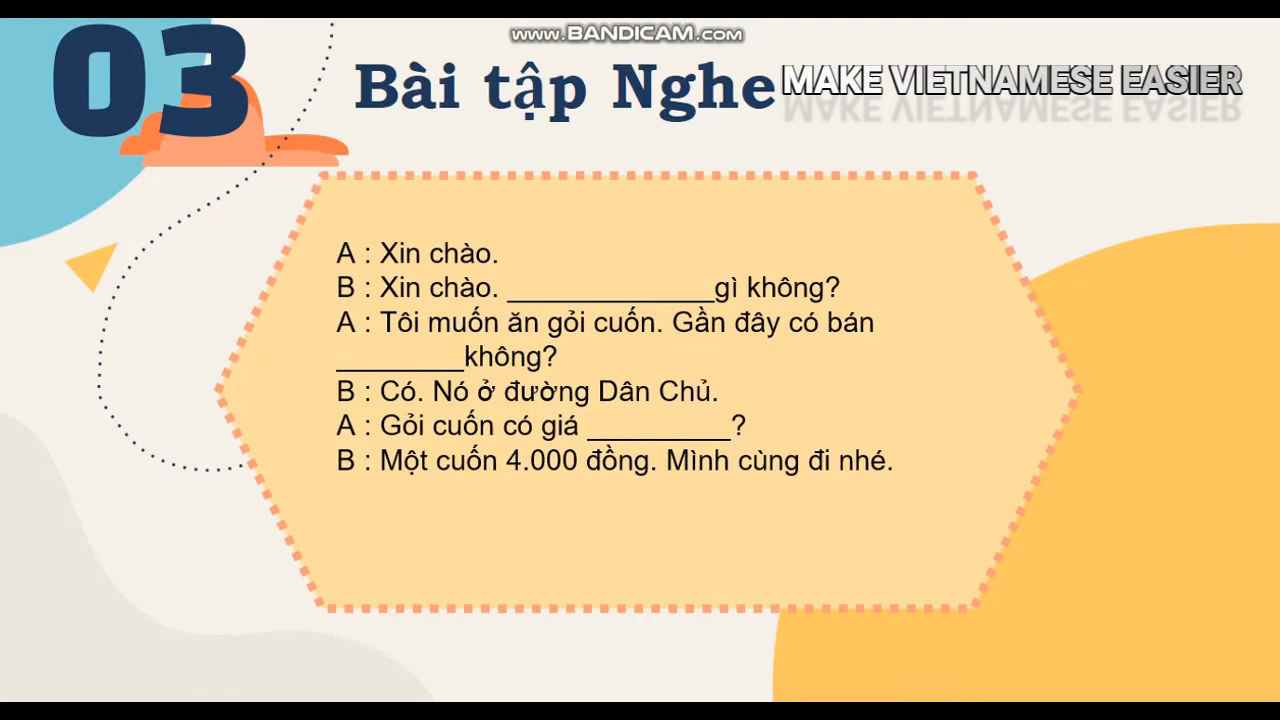 www.BANDICAM.com
03
Bài tập Nghe
MAKE VIETNAMESE EASIER
A : Xin chào.
B : Xin chào. _____________gì không?
A : Tôi muốn ăn gỏi cuốn. Gần đây có bán
________không?
B : Có. Nó ở đường Dân Chủ.
A : Gỏi cuốn có giá _________?
B : Một cuốn 4.000 đồng. Mình cùng đi nhé.